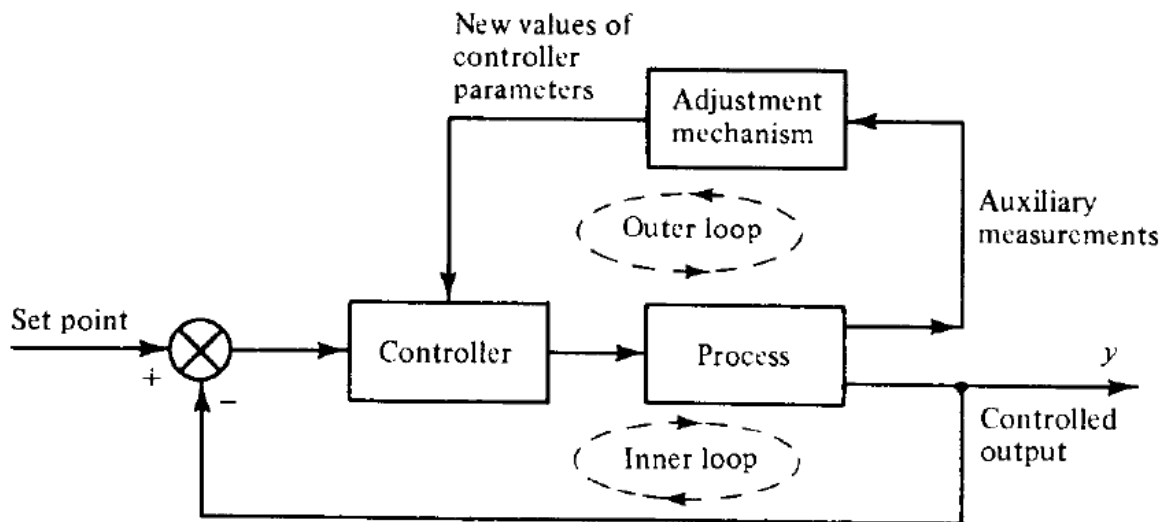 New values of
controller
parameters
Adjustment
mechanism
Outer loop
Auxiliary
measurements
Set point
+
−
Controller
Process
y
Controlled
output
Inner loop